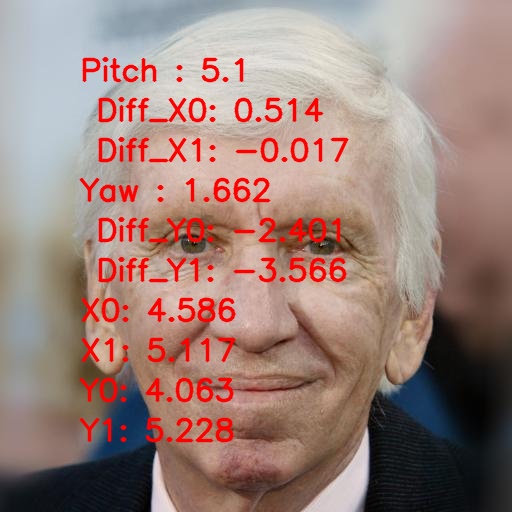 Pitch : 5.1
Diff_X0: 0.514
Diff_X1: -0.017
Yaw : 1.662
Diff_Y0: -2.401
Diff_Y1: -3.566
X0: 4.586
X1: 5.117
Y0: 4.063
Y1: 5.228